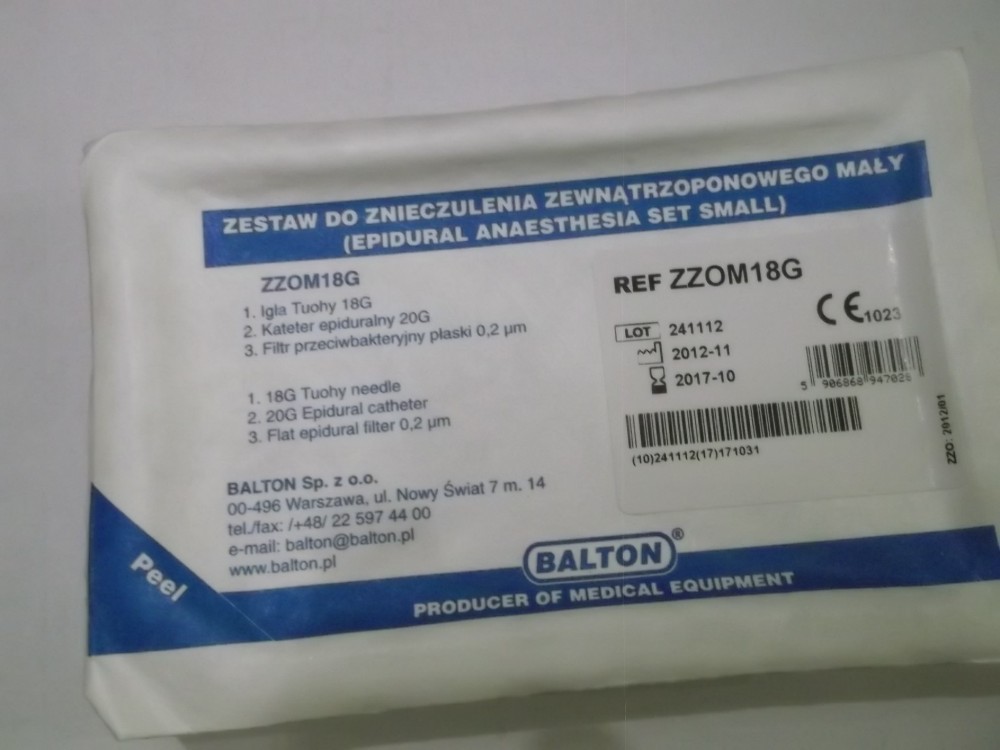 ZESTAW DO ZNIECZULENIA ZEWNĄTRZOPONOWEGO MAŁY
(EPIDURAL ANAESTHESIA SET SMALL)
ZZOM18G
1. Igła Tuohy 18G
2. Kateter epiduralny 20G
3. Filtr przeciwbakteryjny płaski 0,2 µm
1. 18G Tuohy needle
2. 20G Epidural catheter
3. Flat epidural filter 0,2 µm
BALTON Sp. z o.o.
00-496 Warszawa, ul. Nowy Świat 7 m. 14
tel./fax: /+48/ 22 597 44 00
e-mail: balton@balton.pl
www.balton.pl
REF ZZOM18G
CE 1023
LOT 241112
2012-11
2017-10
5 906868 947026
(10)241112(17)171031
ZZO: 2012/01
Peel
BALTON®
PRODUCER OF MEDICAL EQUIPMENT